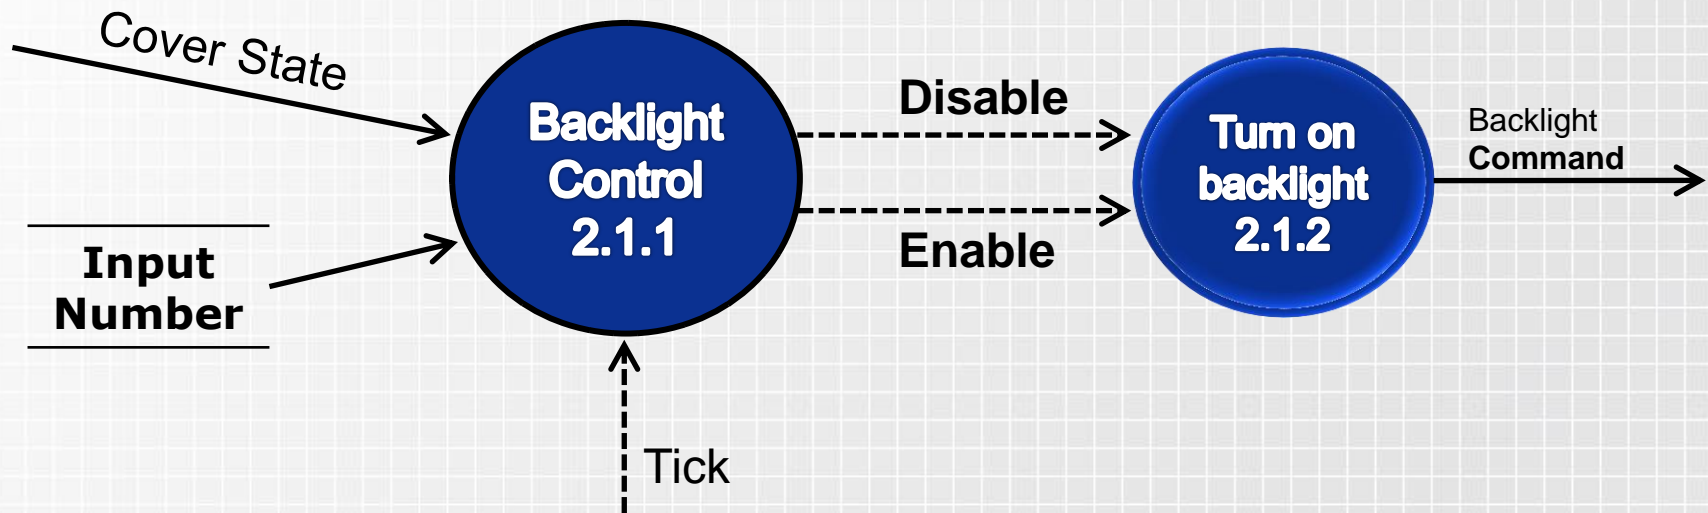 Cover State
Backlight
Control
2.1.1
Input
Number
Disable
Enable
Turn on
backlight
2.1.2
Backlight
Command
Tick